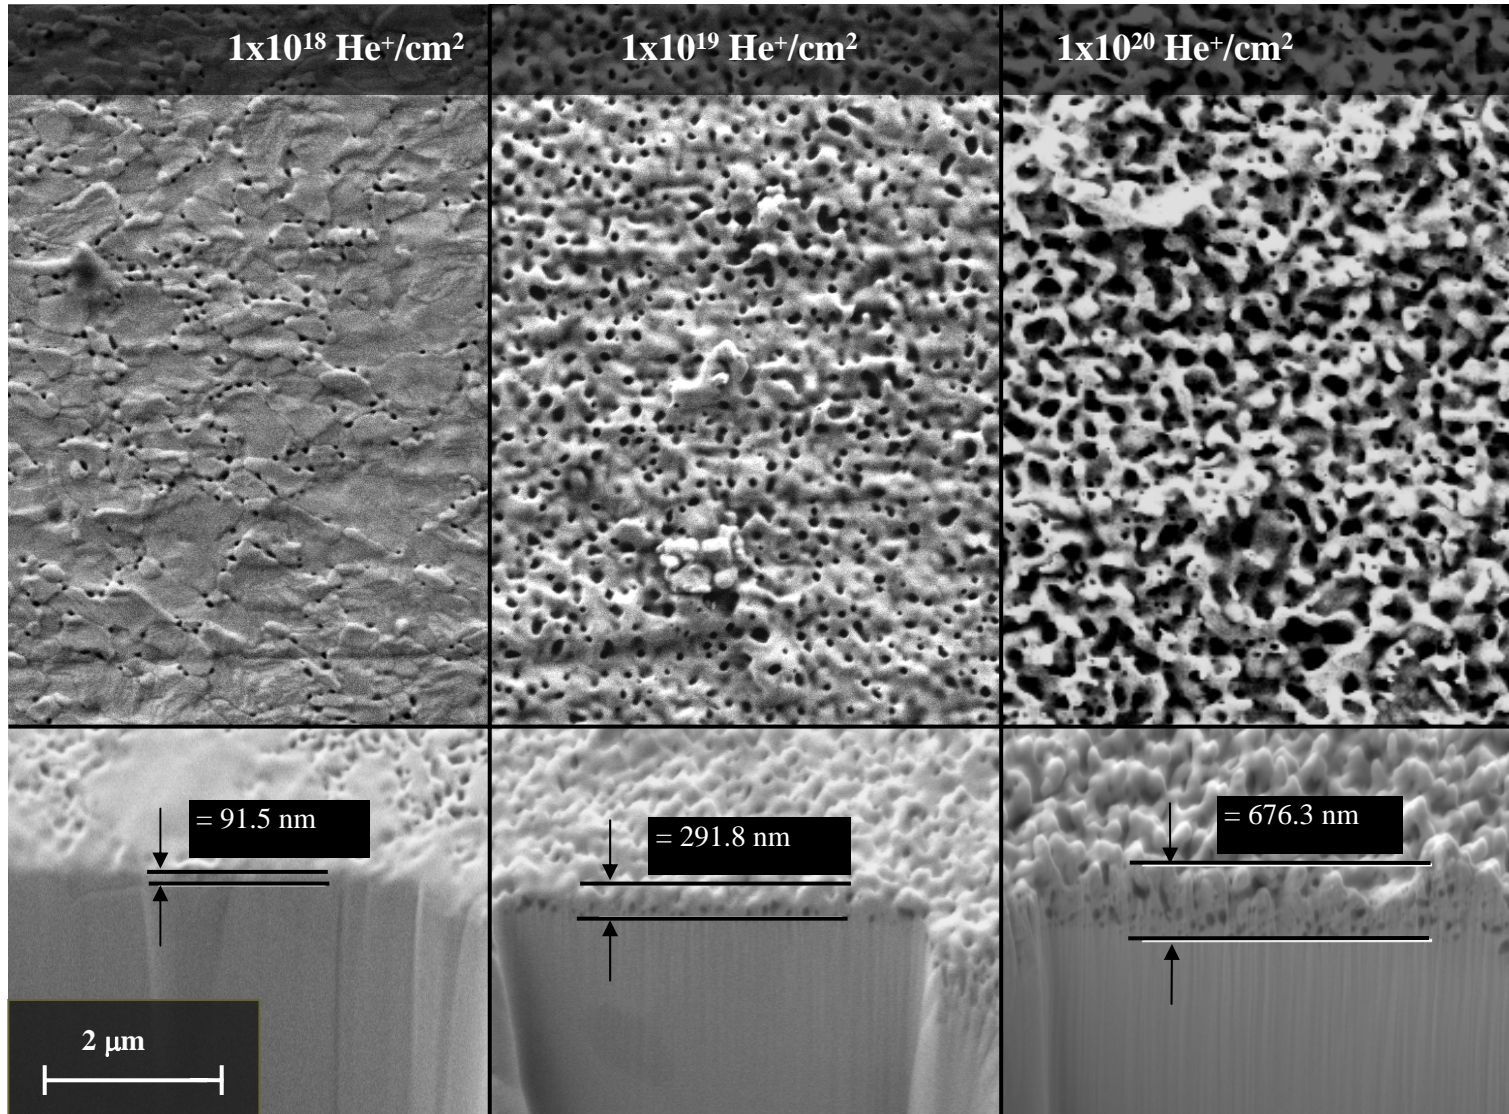 1x10¹⁸ He⁺/cm²
1x10¹⁹ He⁺/cm²
1x10²⁰ He⁺/cm²
= 91.5 nm
= 291.8 nm
= 676.3 nm
2 μm